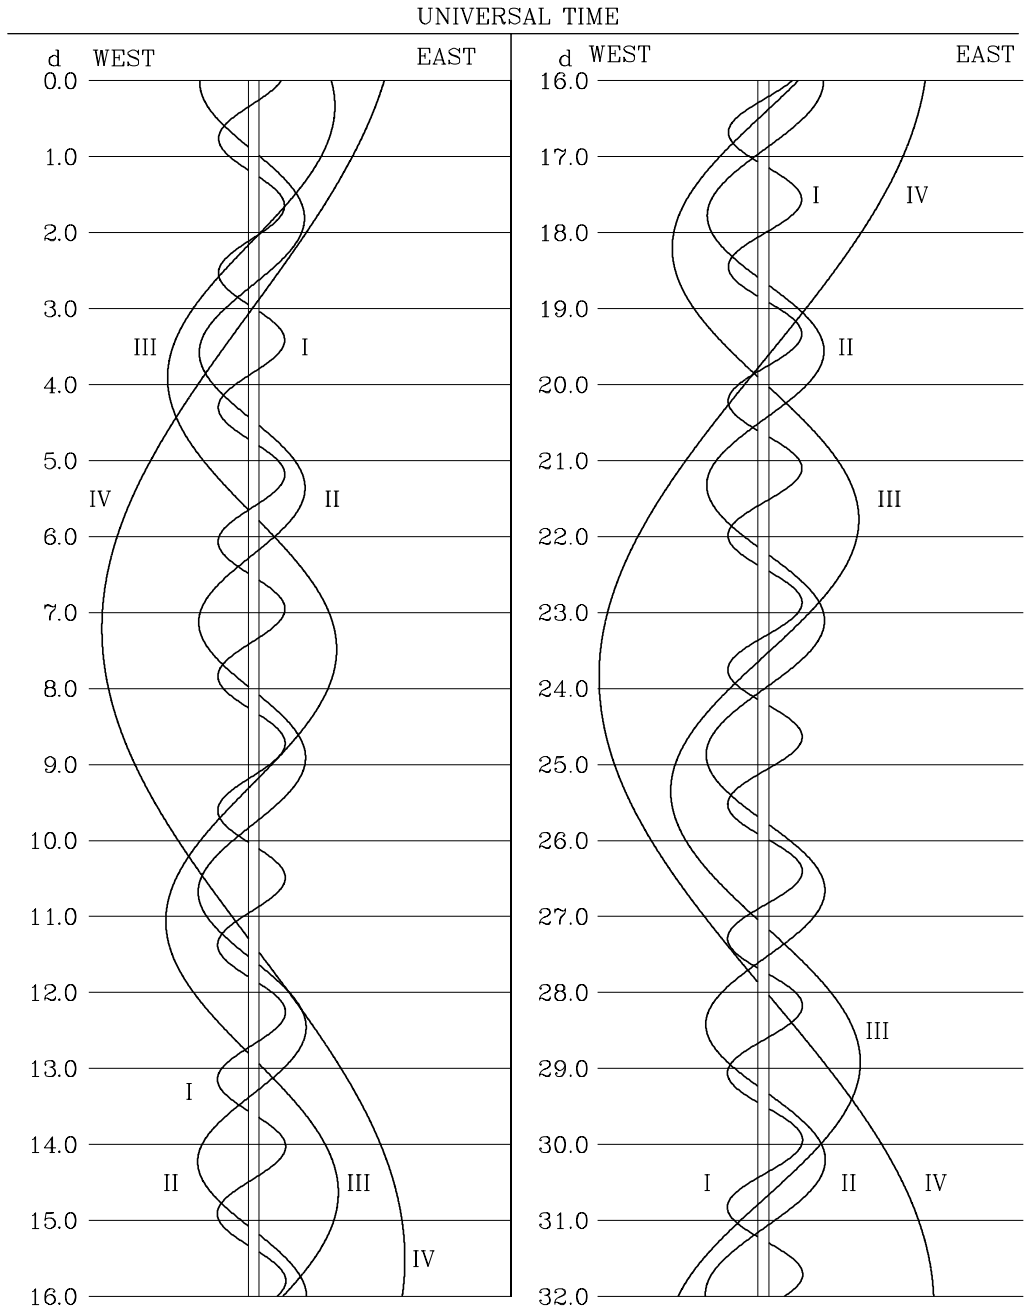 UNIVERSAL TIME
d WEST EAST
0.0
1.0
2.0
3.0
III I
4.0
5.0
IV II
6.0
7.0
8.0
9.0
10.0
11.0
12.0
13.0
I
14.0
II III
15.0
IV
16.0
d WEST EAST
16.0
17.0
I IV
18.0
19.0
II
20.0
21.0
III
22.0
23.0
24.0
25.0
26.0
27.0
28.0
III
29.0
30.0
I II IV
31.0
32.0